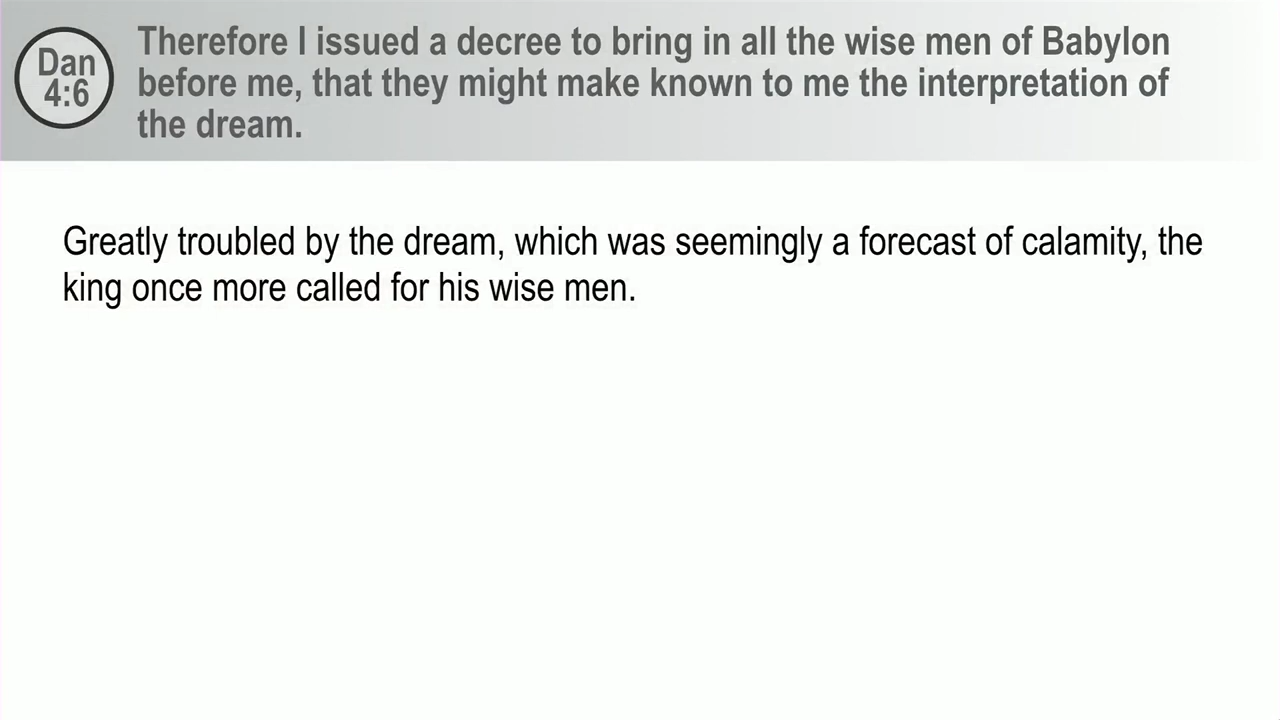 Dan
4:6
Therefore I issued a decree to bring in all the wise men of Babylon
before me, that they might make known to me the interpretation of
the dream.
Greatly troubled by the dream, which was seemingly a forecast of calamity, the
king once more called for his wise men.